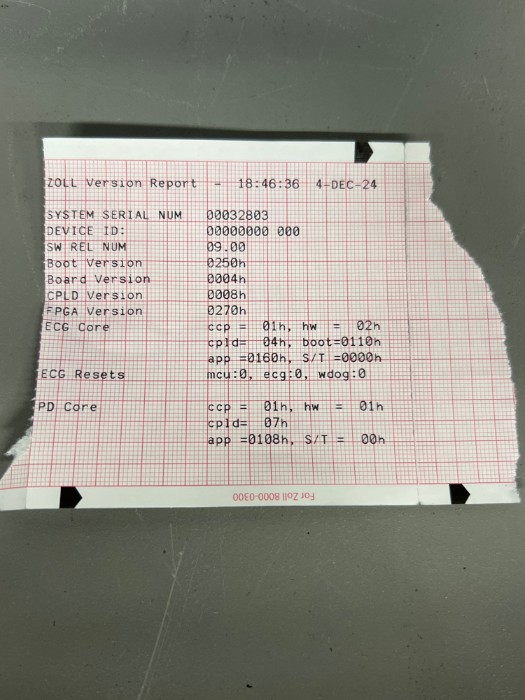 ZOLL Version Report - 18:46:36 4-DEC-24
SYSTEM SERIAL NUM 00032803
DEVICE ID: 00000000 000
SW REL NUM 09.00
Boot Version 0250h
Board Version 0004h
CPLD Version 0008h
FPGA Version 0270h
ECG Core ccp = 01h, hw = 02h
cpld= 04h, boot=0110h
app =0160h, S/T =0000h
ECG Resets mcu:0, ecg:0, wdog:0
PD Core ccp = 01h, hw = 01h
cpld= 07h
app =0108h, S/T = 00h
For Zoll 8000-0300